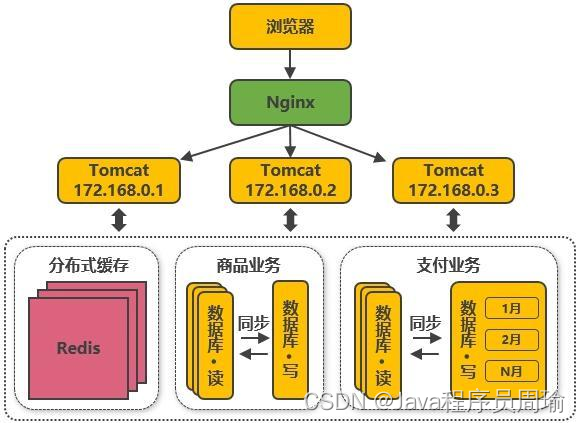 浏览器
Nginx
Tomcat
172.168.0.1
Tomcat
172.168.0.2
Tomcat
172.168.0.3
分布式缓存
Redis
商品业务
数据库·读
同步
数据库·写
支付业务
数据库·读
同步
数据库·写
1月
2月
N月
CSDN @Java程序员周瑜